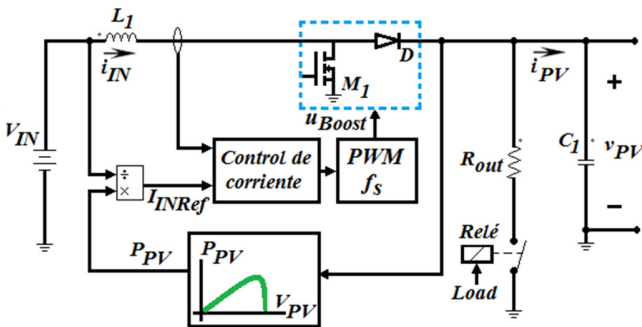 L1
iIN
VIN
M1
D
uBoost
iPV
+
C1
vPV
−
Rout
Relé
Load
÷
×
IINRef
Control de
corriente
PWM
fs
PPV
PPV
VPV